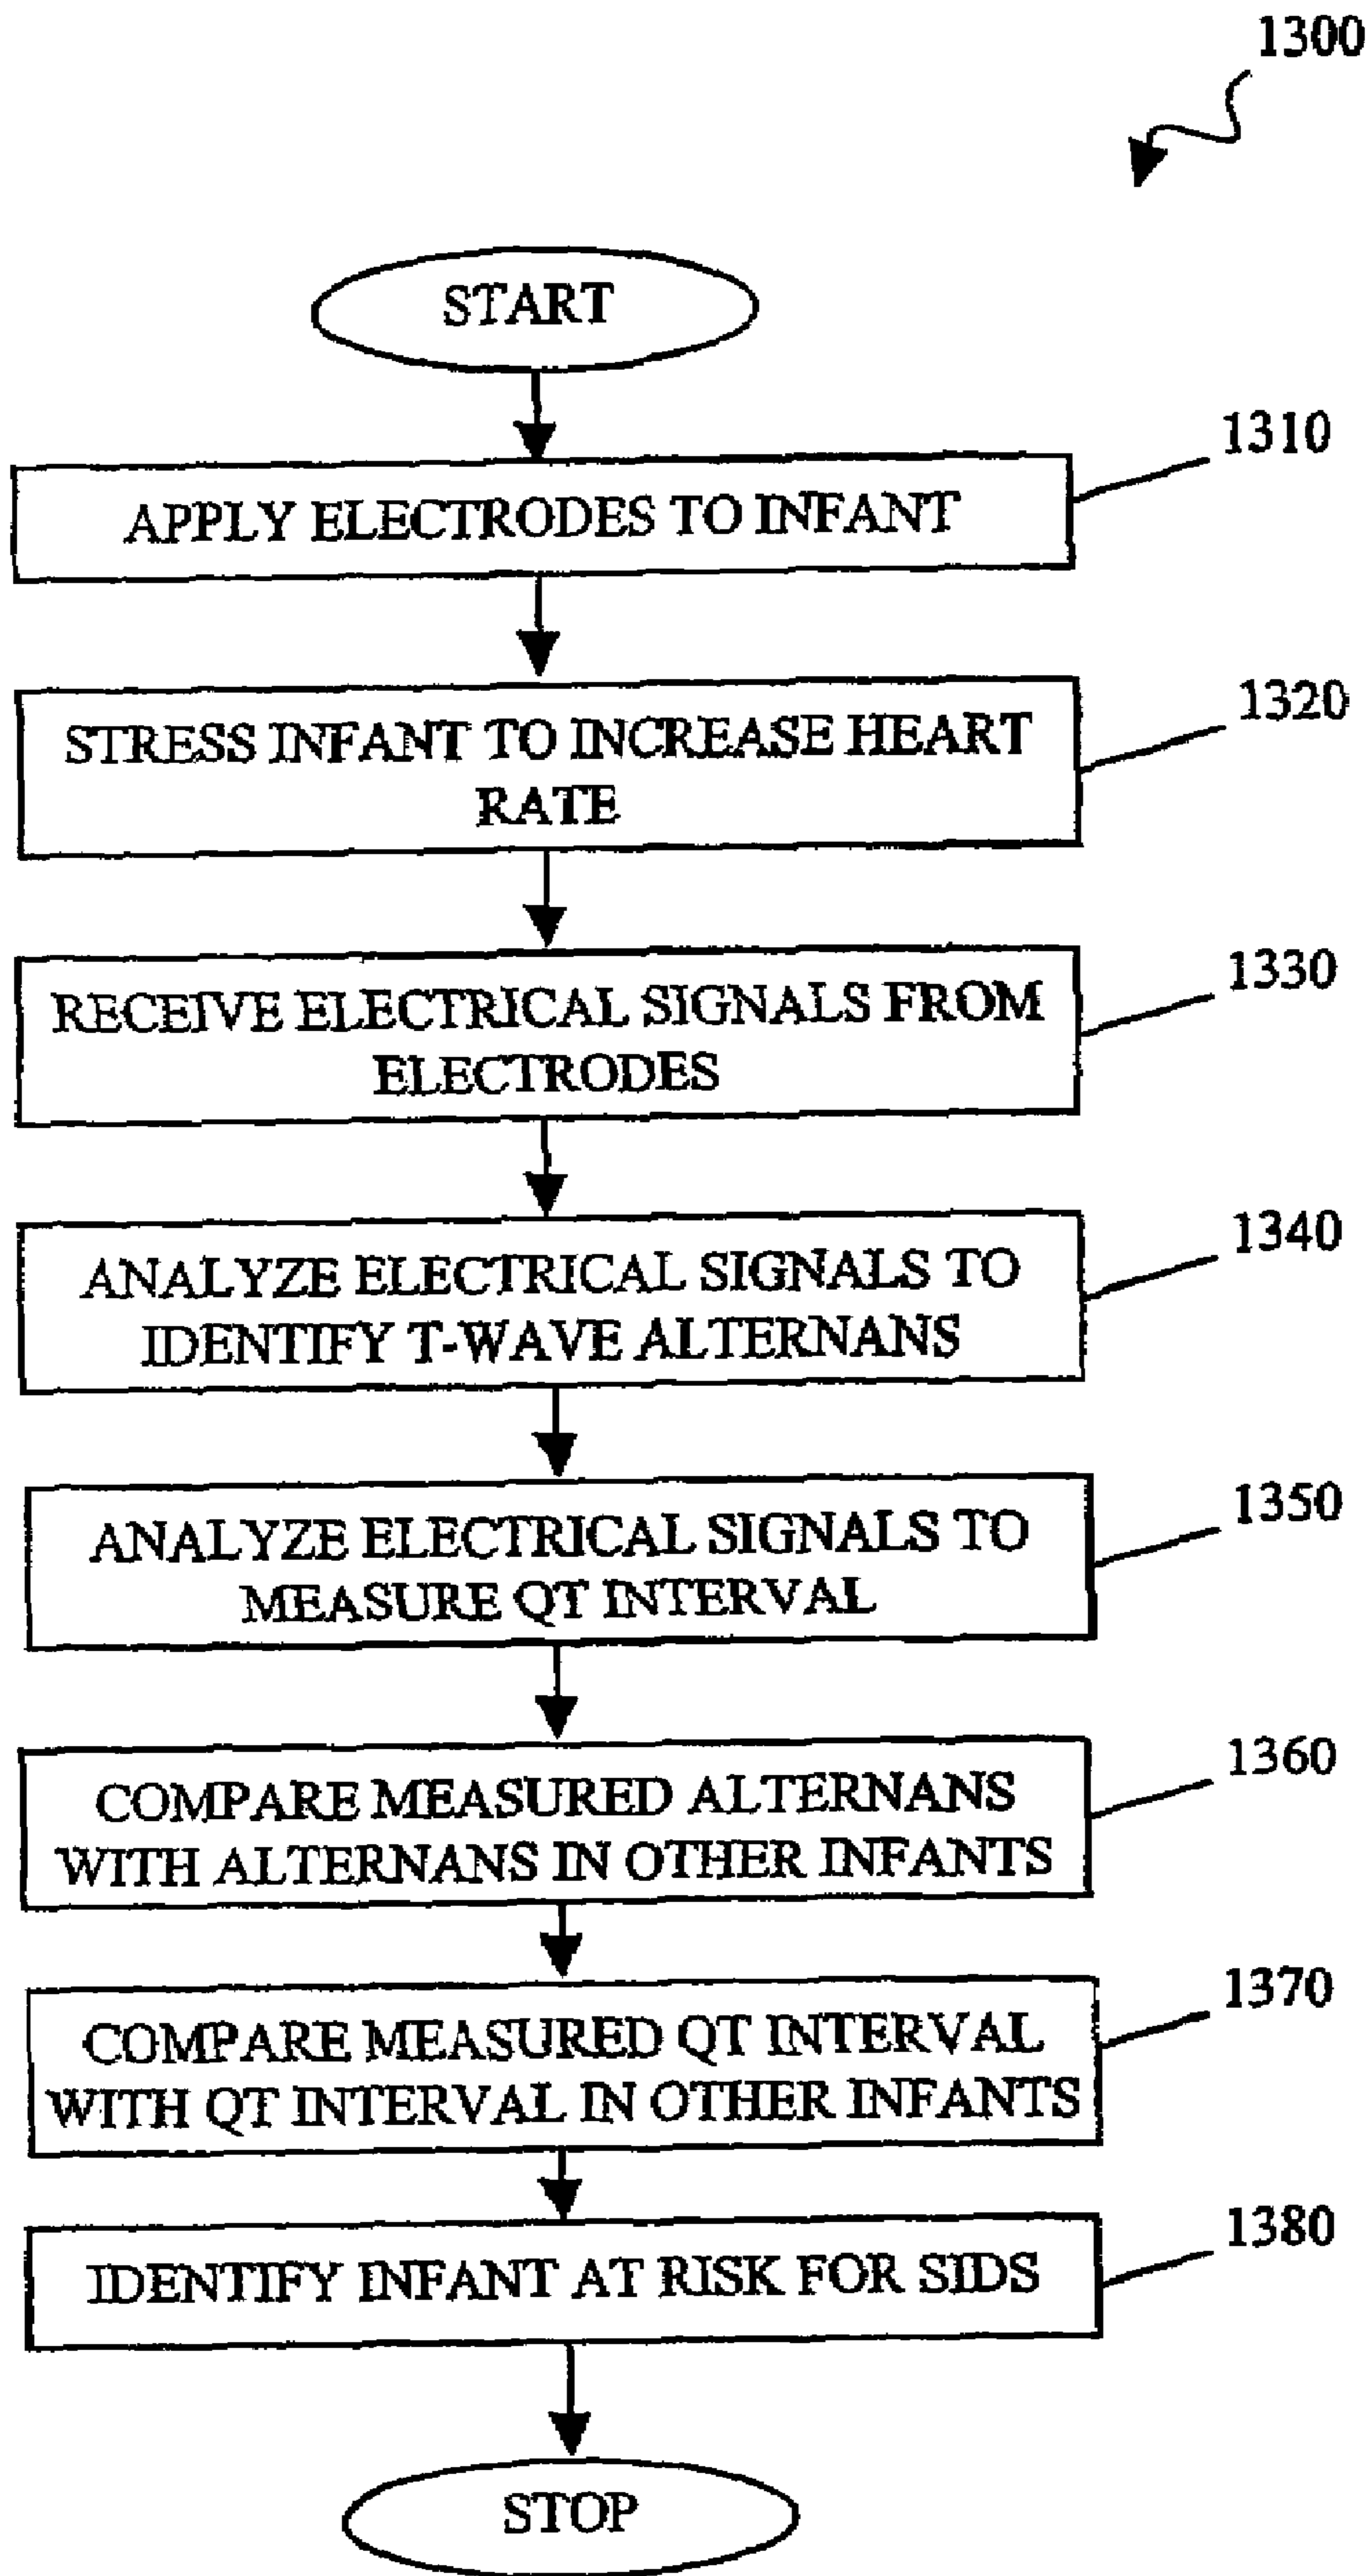 1300
START
1310
APPLY ELECTRODES TO INFANT
1320
STRESS INFANT TO INCREASE HEART
RATE
1330
RECEIVE ELECTRICAL SIGNALS FROM
ELECTRODES
1340
ANALYZE ELECTRICAL SIGNALS TO
IDENTIFY T-WAVE ALTERNANS
1350
ANALYZE ELECTRICAL SIGNALS TO
MEASURE QT INTERVAL
1360
COMPARE MEASURED ALTERNANS
WITH ALTERNANS IN OTHER INFANTS
1370
COMPARE MEASURED QT INTERVAL
WITH QT INTERVAL IN OTHER INFANTS
1380
IDENTIFY INFANT AT RISK FOR SIDS
STOP